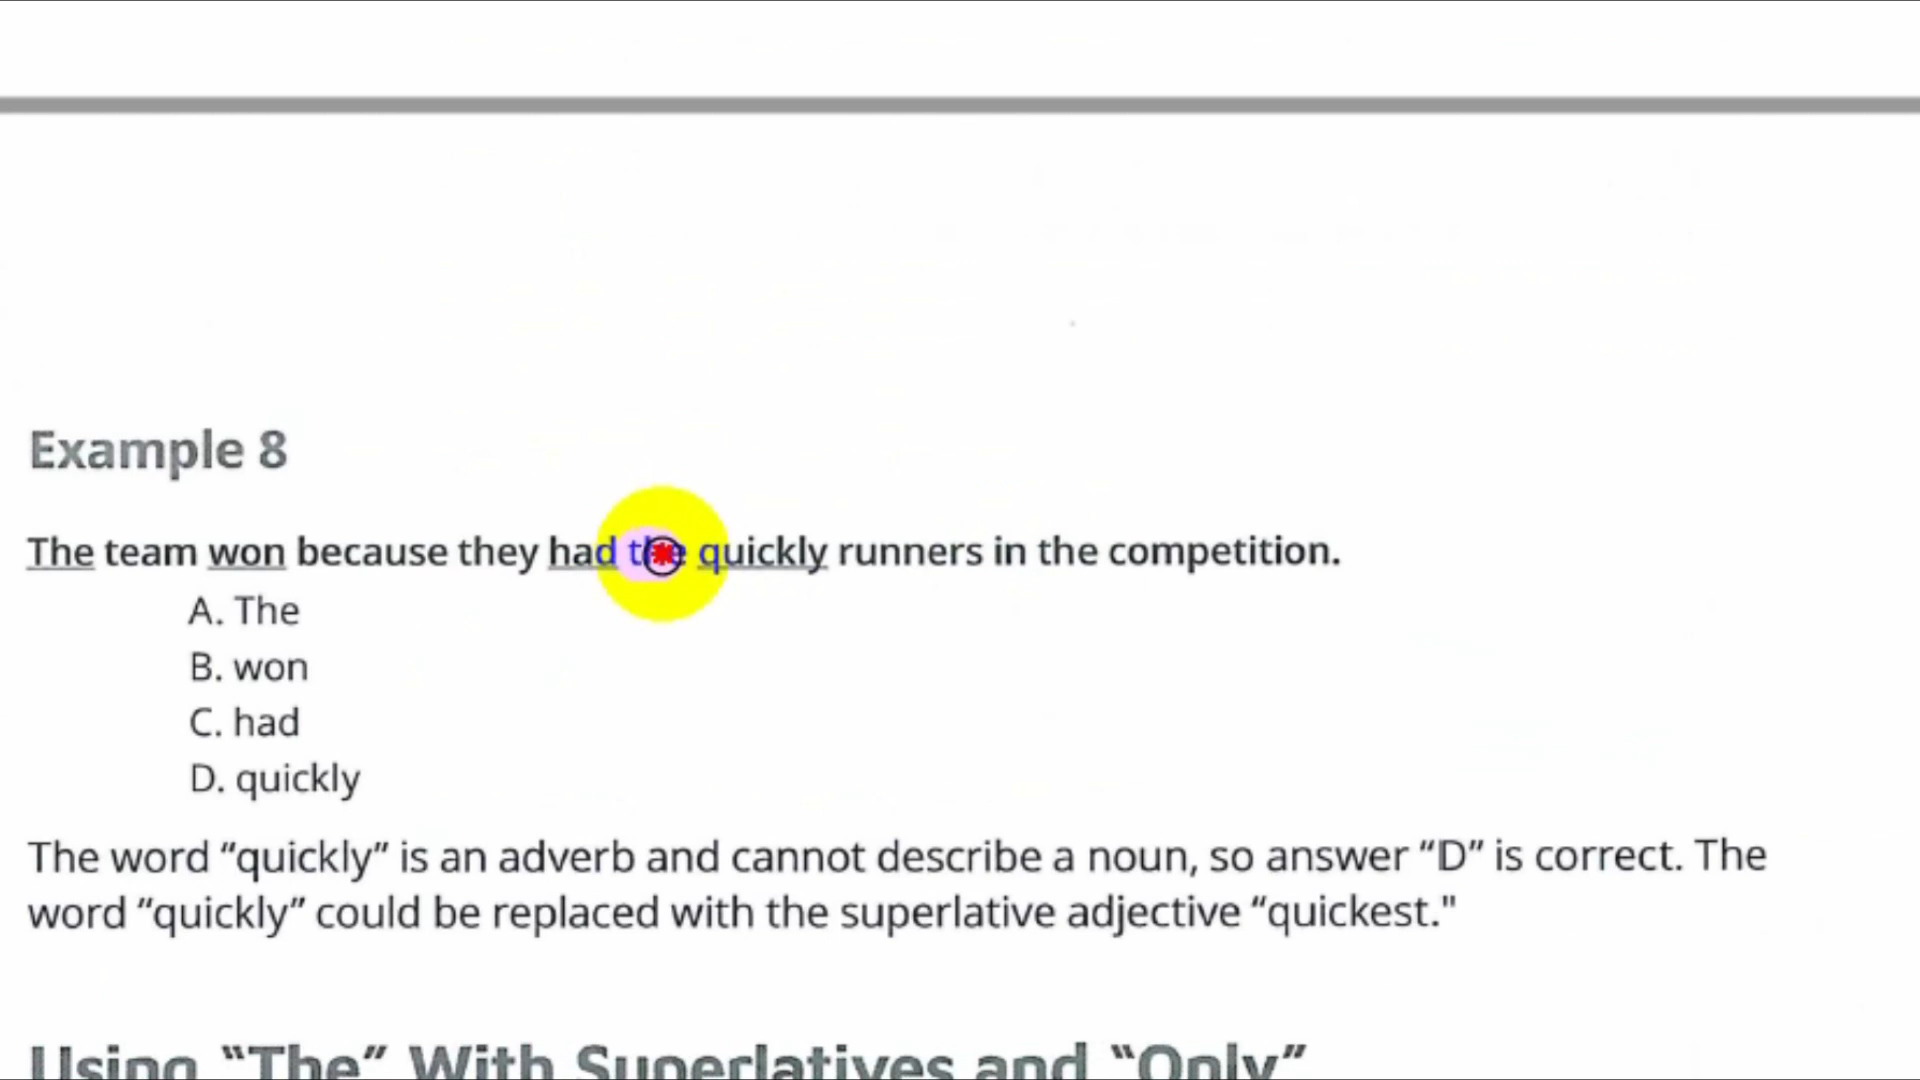 Example 8
The team won because they had the quickly runners in the competition.
A. The
B. won
C. had
D. quickly
The word “quickly” is an adverb and cannot describe a noun, so answer “D” is correct. The
word “quickly” could be replaced with the superlative adjective “quickest."
Using “The” With Superlatives and “Only”